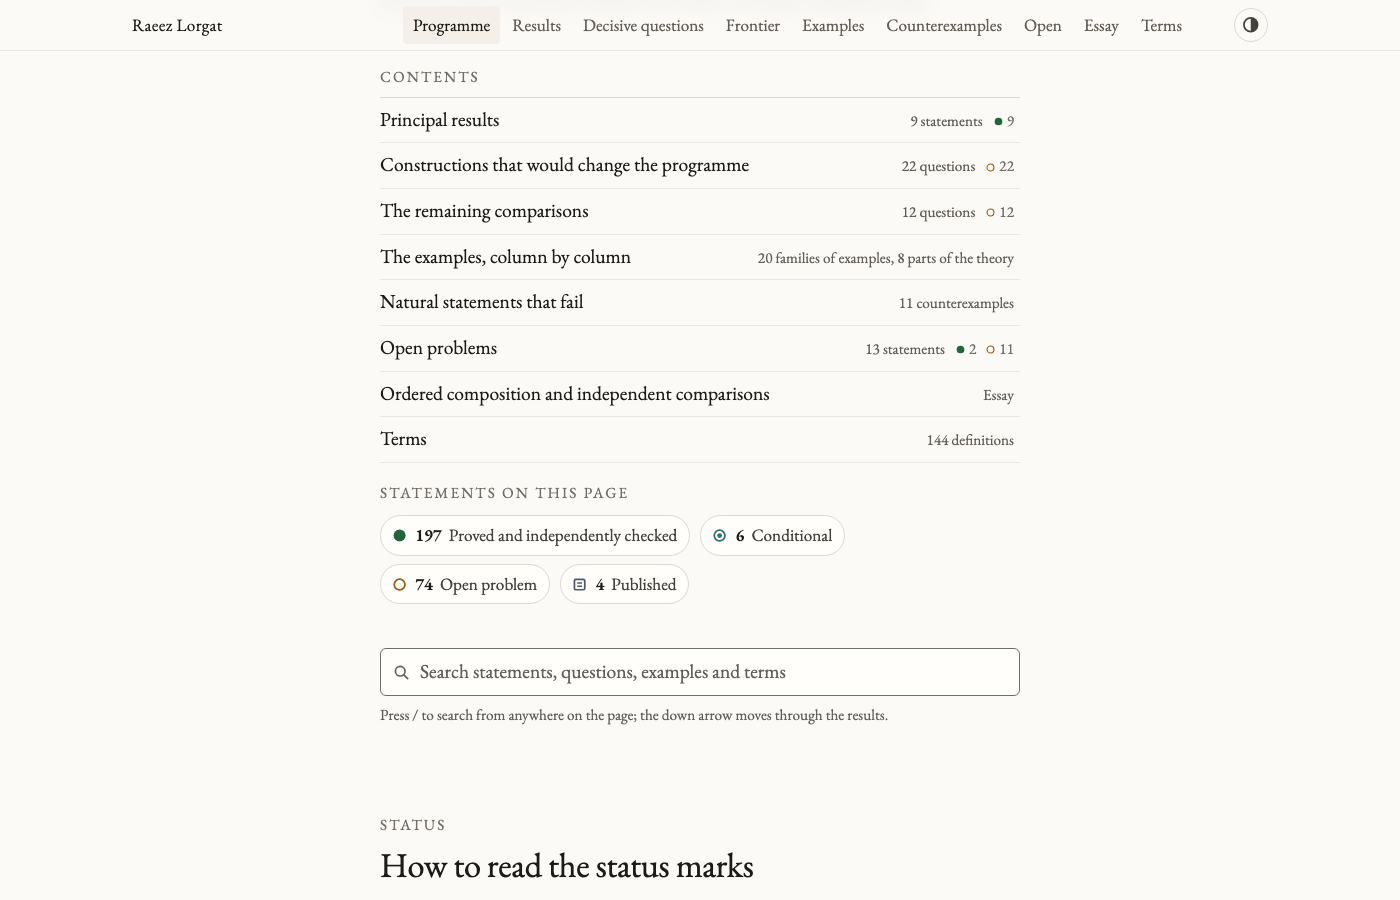 Raeez Lorgat
Programme Results Decisive questions Frontier Examples Counterexamples Open Essay Terms
CONTENTS
Principal results 9 statements 9
Constructions that would change the programme 22 questions 22
The remaining comparisons 12 questions 12
The examples, column by column 20 families of examples, 8 parts of the theory
Natural statements that fail 11 counterexamples
Open problems 13 statements 2 11
Ordered composition and independent comparisons Essay
Terms 144 definitions
STATEMENTS ON THIS PAGE
197 Proved and independently checked 6 Conditional
74 Open problem 4 Published
Search statements, questions, examples and terms
Press / to search from anywhere on the page; the down arrow moves through the results.
STATUS
How to read the status marks